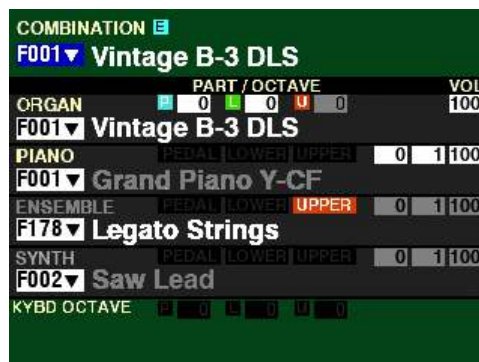 COMBINATION E
F001▼ Vintage B-3 DLS
PART / OCTAVE VOL
ORGAN P 0 L 0 U 0 100
F001▼ Vintage B-3 DLS
PIANO PEDAL LOWER UPPER 0 1 100
F001▼ Grand Piano Y-CF
ENSEMBLE PEDAL LOWER UPPER 0 1 100
F178▼ Legato Strings
SYNTH PEDAL LOWER UPPER 0 1 100
F002▼ Saw Lead
KYBD OCTAVE P 0 L 0 U 0